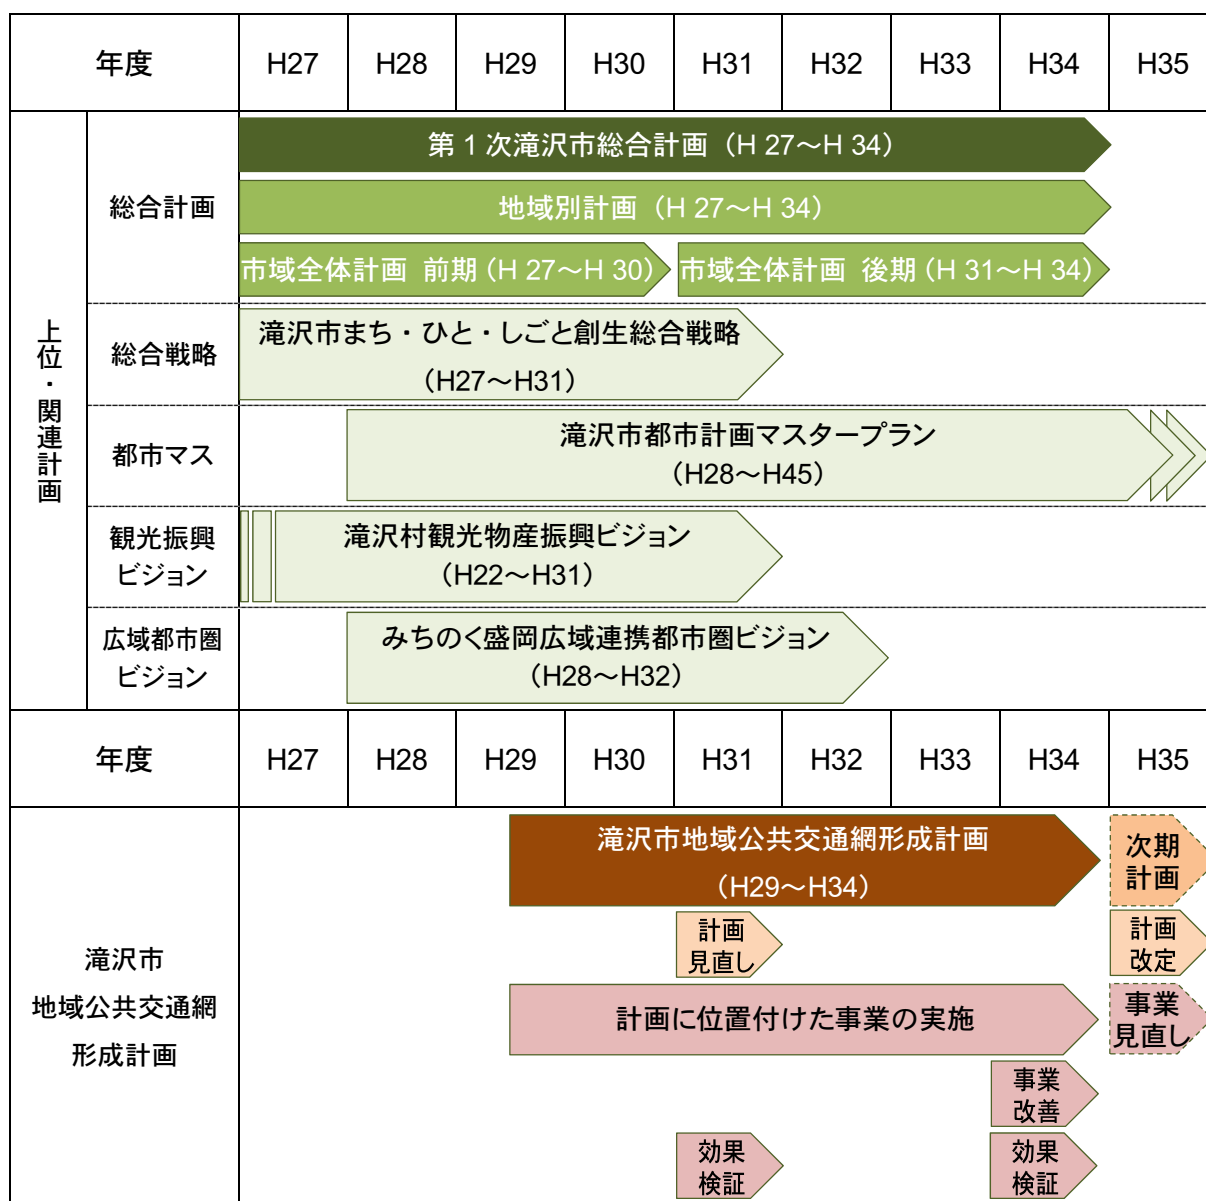 年度 H27 H28 H29 H30 H31 H32 H33 H34 H35
上位・関連計画
総合計画
第１次滝沢市総合計画（H 27～H 34）
地域別計画（H 27～H 34）
市域全体計画 前期（H 27～H 30） 市域全体計画 後期（H 31～H 34）
総合戦略
滝沢市まち・ひと・しごと創生総合戦略
（H27～H31）
都市マス
滝沢市都市計画マスタープラン
（H28～H45）
観光振興
ビジョン
滝沢村観光物産振興ビジョン
（H22～H31）
広域都市圏
ビジョン
みちのく盛岡広域連携都市圏ビジョン
（H28～H32）
年度 H27 H28 H29 H30 H31 H32 H33 H34 H35
滝沢市
地域公共交通網
形成計画
滝沢市地域公共交通網形成計画
（H29～H34）
次期
計画
計画
見直し
計画
改定
計画に位置付けた事業の実施
事業
見直し
事業
改善
効果
検証
効果
検証